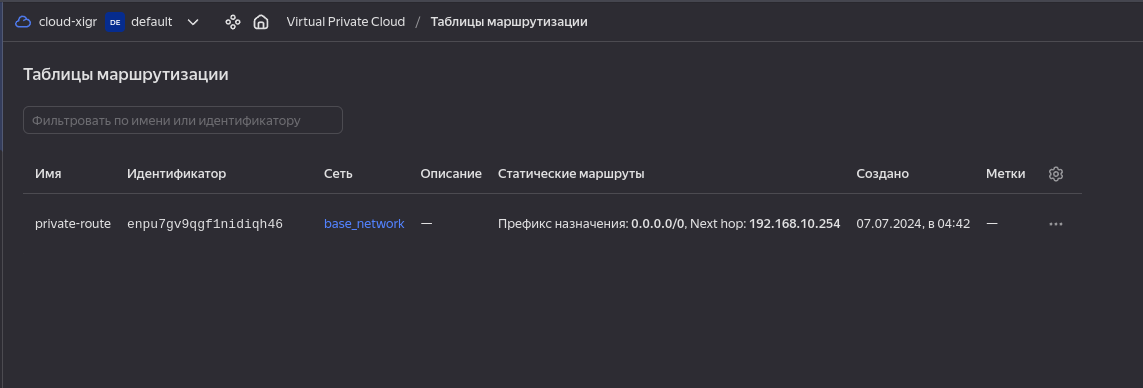 cloud-xigr DE default Virtual Private Cloud / Таблицы маршрутизации
Таблицы маршрутизации
Фильтровать по имени или идентификатору
Имя Идентификатор Сеть Описание Статические маршруты Создано Метки
private-route enpu7gv9qgf1nidiqh46 base_network — Префикс назначения: 0.0.0.0/0, Next hop: 192.168.10.254 07.07.2024, в 04:42 —